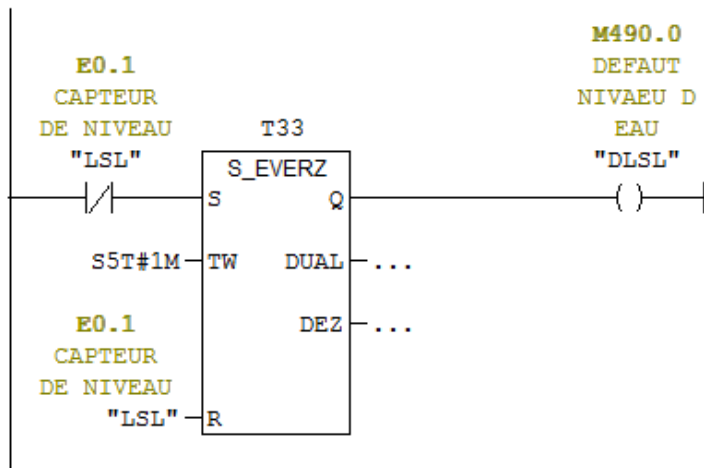 M490.0
E0.1
DEFAUT
CAPTEUR
NIVAEU D
DE NIVEAU
T33
EAU
"LSL"
S_EVERZ
"DLSL"
S
Q
S5T#1M
TW
DUAL
...
E0.1
DEZ
...
CAPTEUR
DE NIVEAU
"LSL"
R